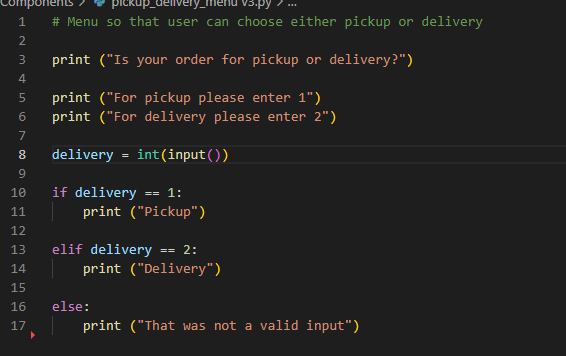 Components > pickup_delivery_menu v3.py > ...
1 # Menu so that user can choose either pickup or delivery
2
3 print ("Is your order for pickup or delivery?")
4
5 print ("For pickup please enter 1")
6 print ("For delivery please enter 2")
7
8 delivery = int(input())
9
10 if delivery == 1:
11     print ("Pickup")
12
13 elif delivery == 2:
14     print ("Delivery")
15
16 else:
17     print ("That was not a valid input")